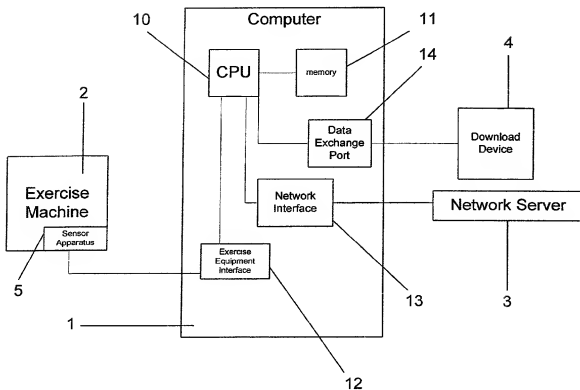 Computer
10
11
4
CPU
memory
14
2
Data
Exchange
Port
Download
Device
Exercise
Machine
Network
Interface
Network Server
Sensor
Apparatus
Exercise
Equipment
Interface
5
13
3
1
12